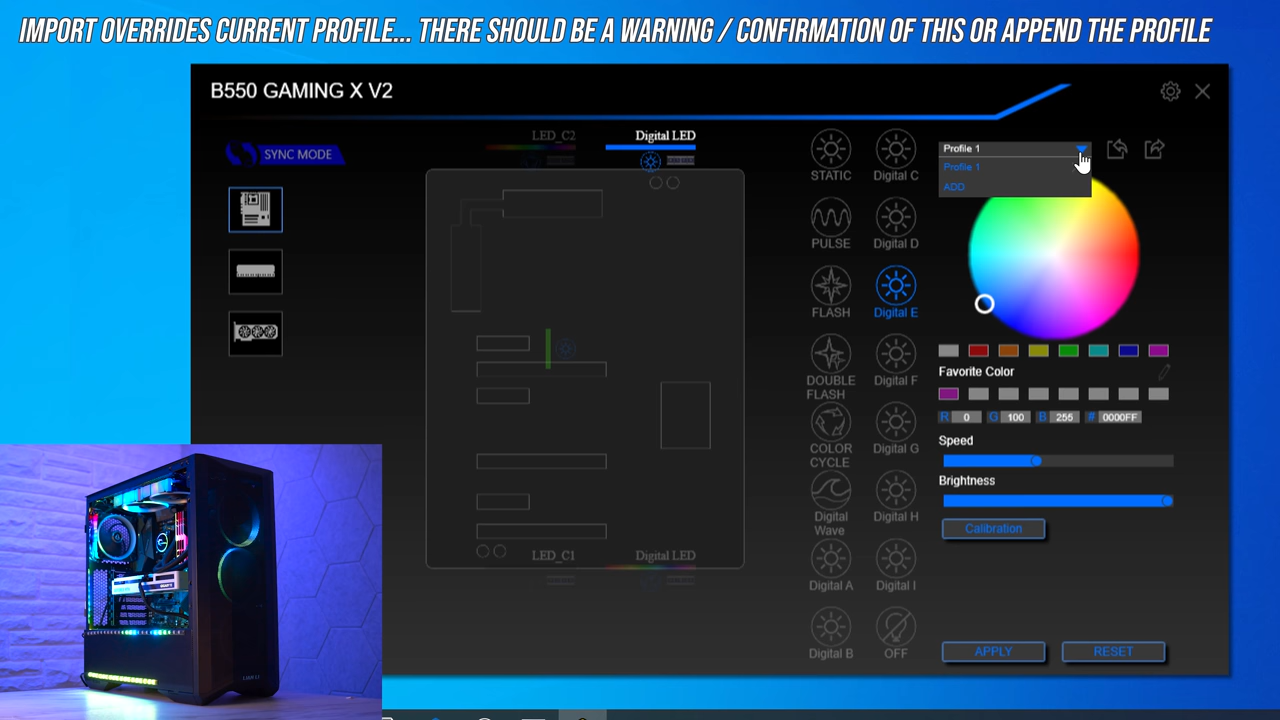 IMPORT OVERRIDES CURRENT PROFILE... THERE SHOULD BE A WARNING / CONFIRMATION OF THIS OR APPEND THE PROFILE
B550 GAMING X V2
SYNC MODE
LED_C2
Digital LED
LED_C1
Digital LED
STATIC
Digital C
PULSE
Digital D
FLASH
Digital E
DOUBLE
FLASH
Digital F
COLOR
CYCLE
Digital G
Digital
Wave
Digital H
Digital A
Digital I
Digital B
OFF
Profile 1
Profile 1
ADD
Favorite Color
R 0 G 100 B 255 # 0000FF
Speed
Brightness
Calibration
APPLY
RESET